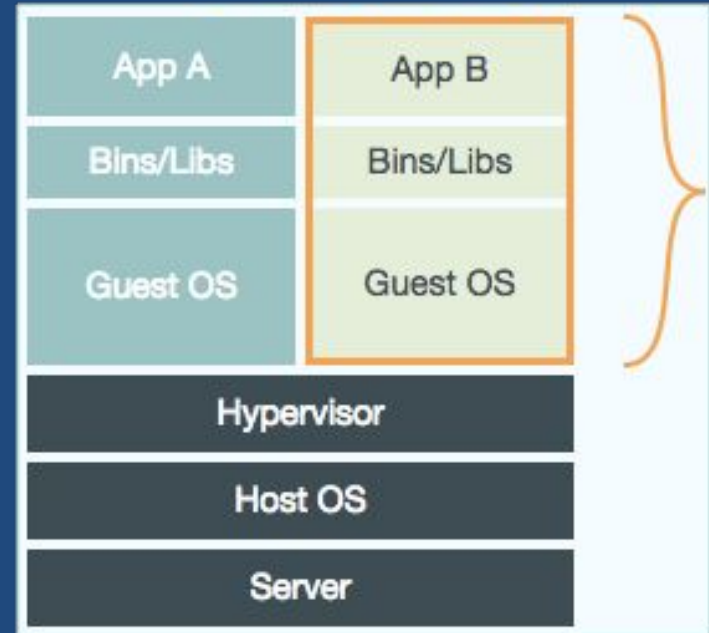 App A
App B
Bins/Libs
Bins/Libs
Guest OS
Guest OS
Hypervisor
Host OS
Server